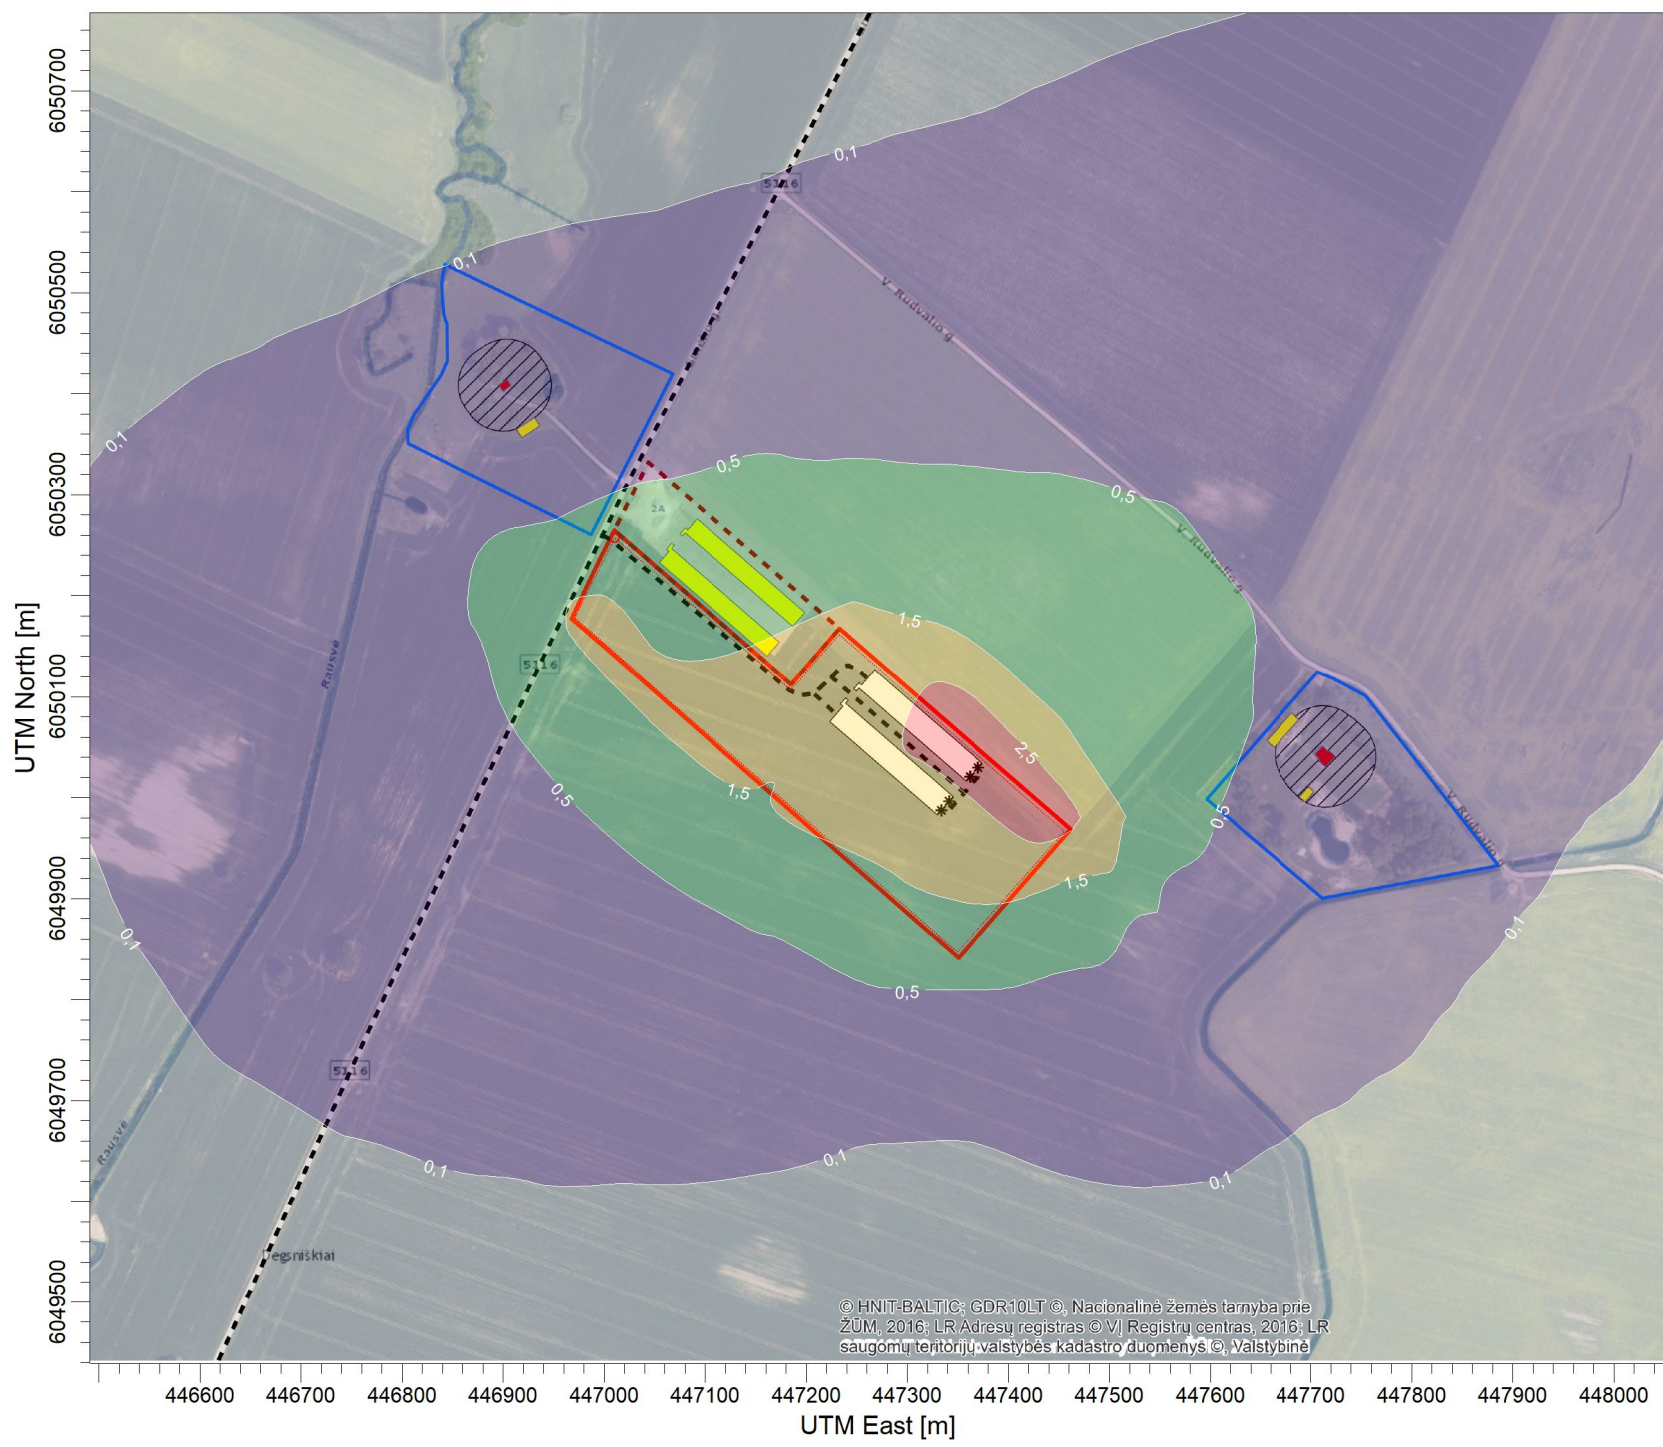 6050700
6050500
6050300
6050100
6049900
6049700
6049500
UTM North [m]
0,1
5116
0,1
V. Rudvalio g
0,1
0,5
0,5
2A
V. Rudvalio g
1,5
5116
Rausvė
2,5
0,5
1,5
0,5
V. Rudvalio g
1,5
0,1
0,1
0,5
5116
Rausvė
0,1
0,1
0,1
Degsniškiai
© HNIT-BALTIC; GDR10LT ©, Nacionalinė žemės tarnyba prie
ŽŪM, 2016; LR Adresų registras © VĮ Registrų centras, 2016; LR
saugomų teritorijų valstybės kadastro duomenys ©, Valstybinė
446600 446700 446800 446900 447000 447100 447200 447300 447400 447500 447600 447700 447800 447900 448000
UTM East [m]